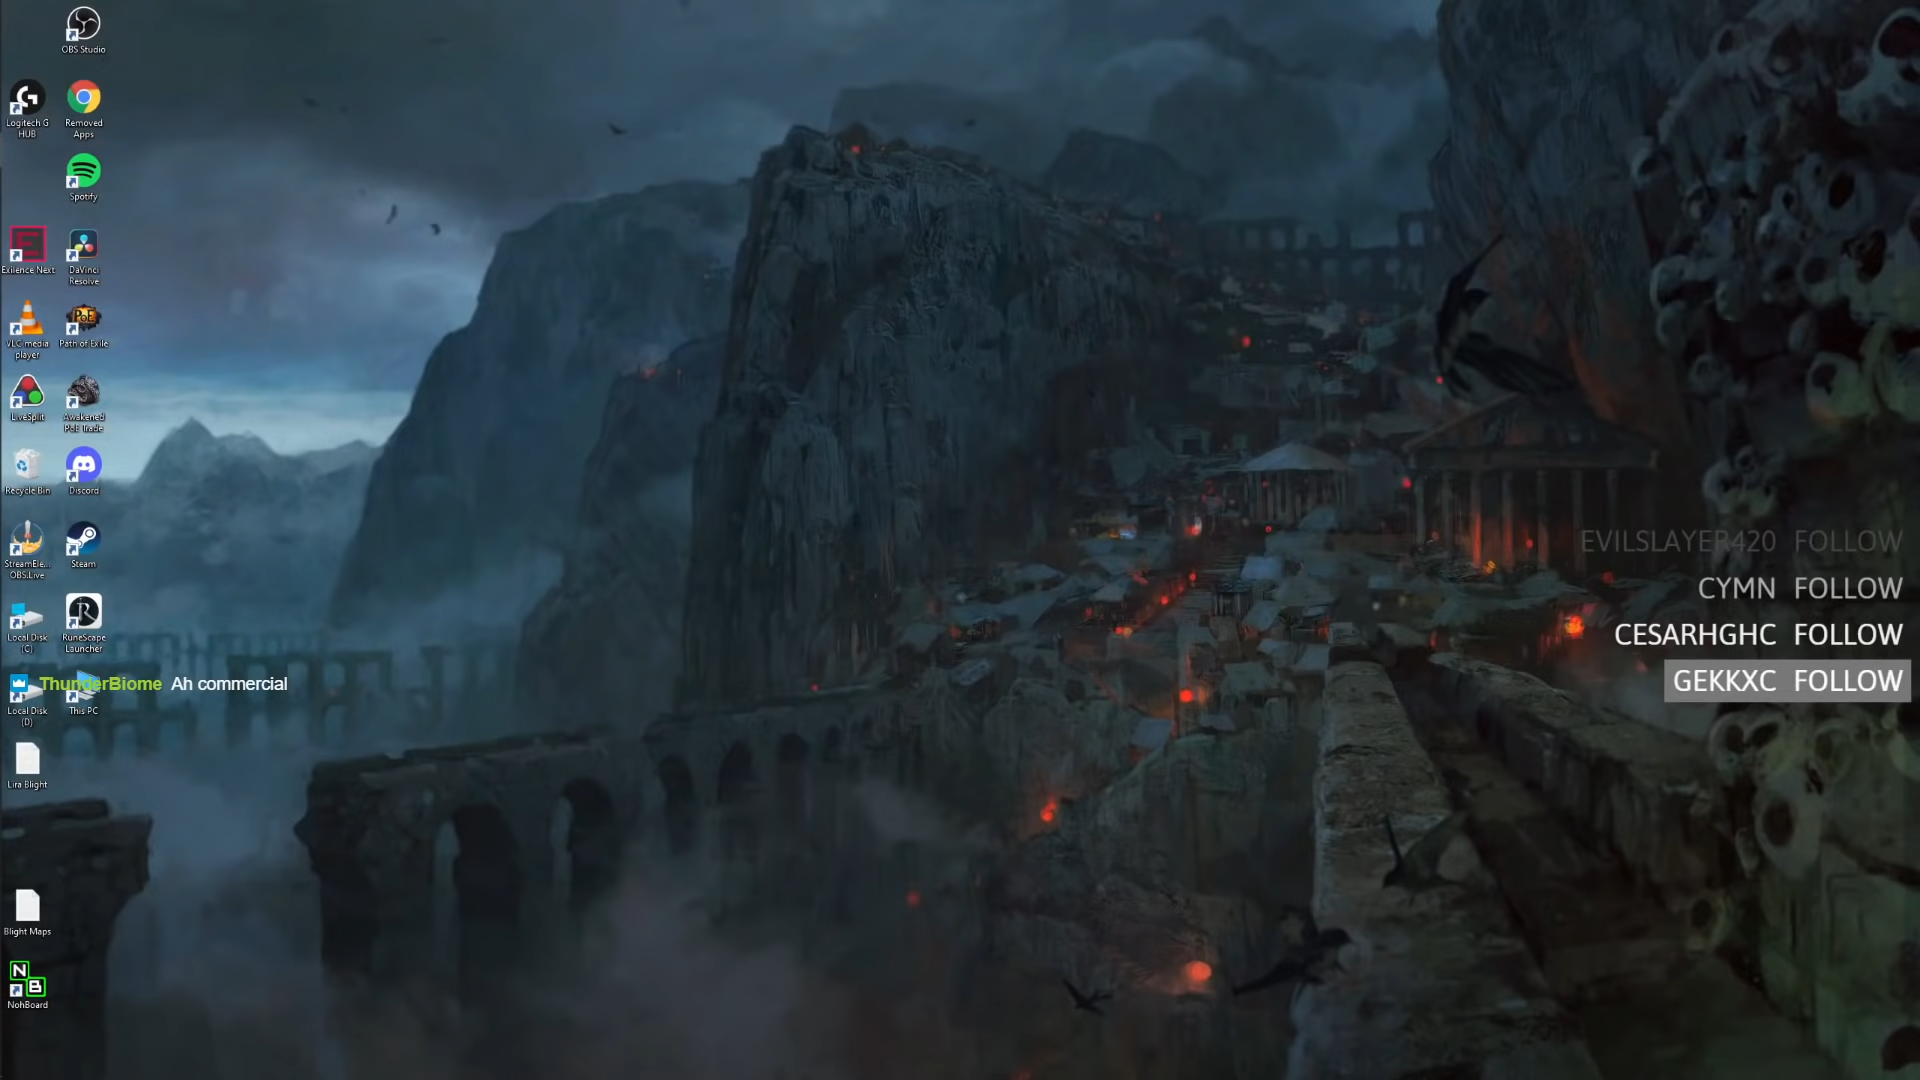 OBS Studio
Logitech G
HUB
Removed
Apps
Spotify
Exilence Next
DaVinci
Resolve
VLC media
player
PoE
Path of Exile
LiveSplit
Awakened
PoE Trade
Recycle Bin
Discord
StreamEle...
OBS.Live
Steam
Local Disk
(C)
RuneScape
Launcher
ThunderBiome Ah commercial
Local Disk
(D)
This PC
Lira Blight
Blight Maps
N
B
NohBoard
EVILSLAYER420 FOLLOW
CYMN FOLLOW
CESARHGHC FOLLOW
GEKKXC FOLLOW